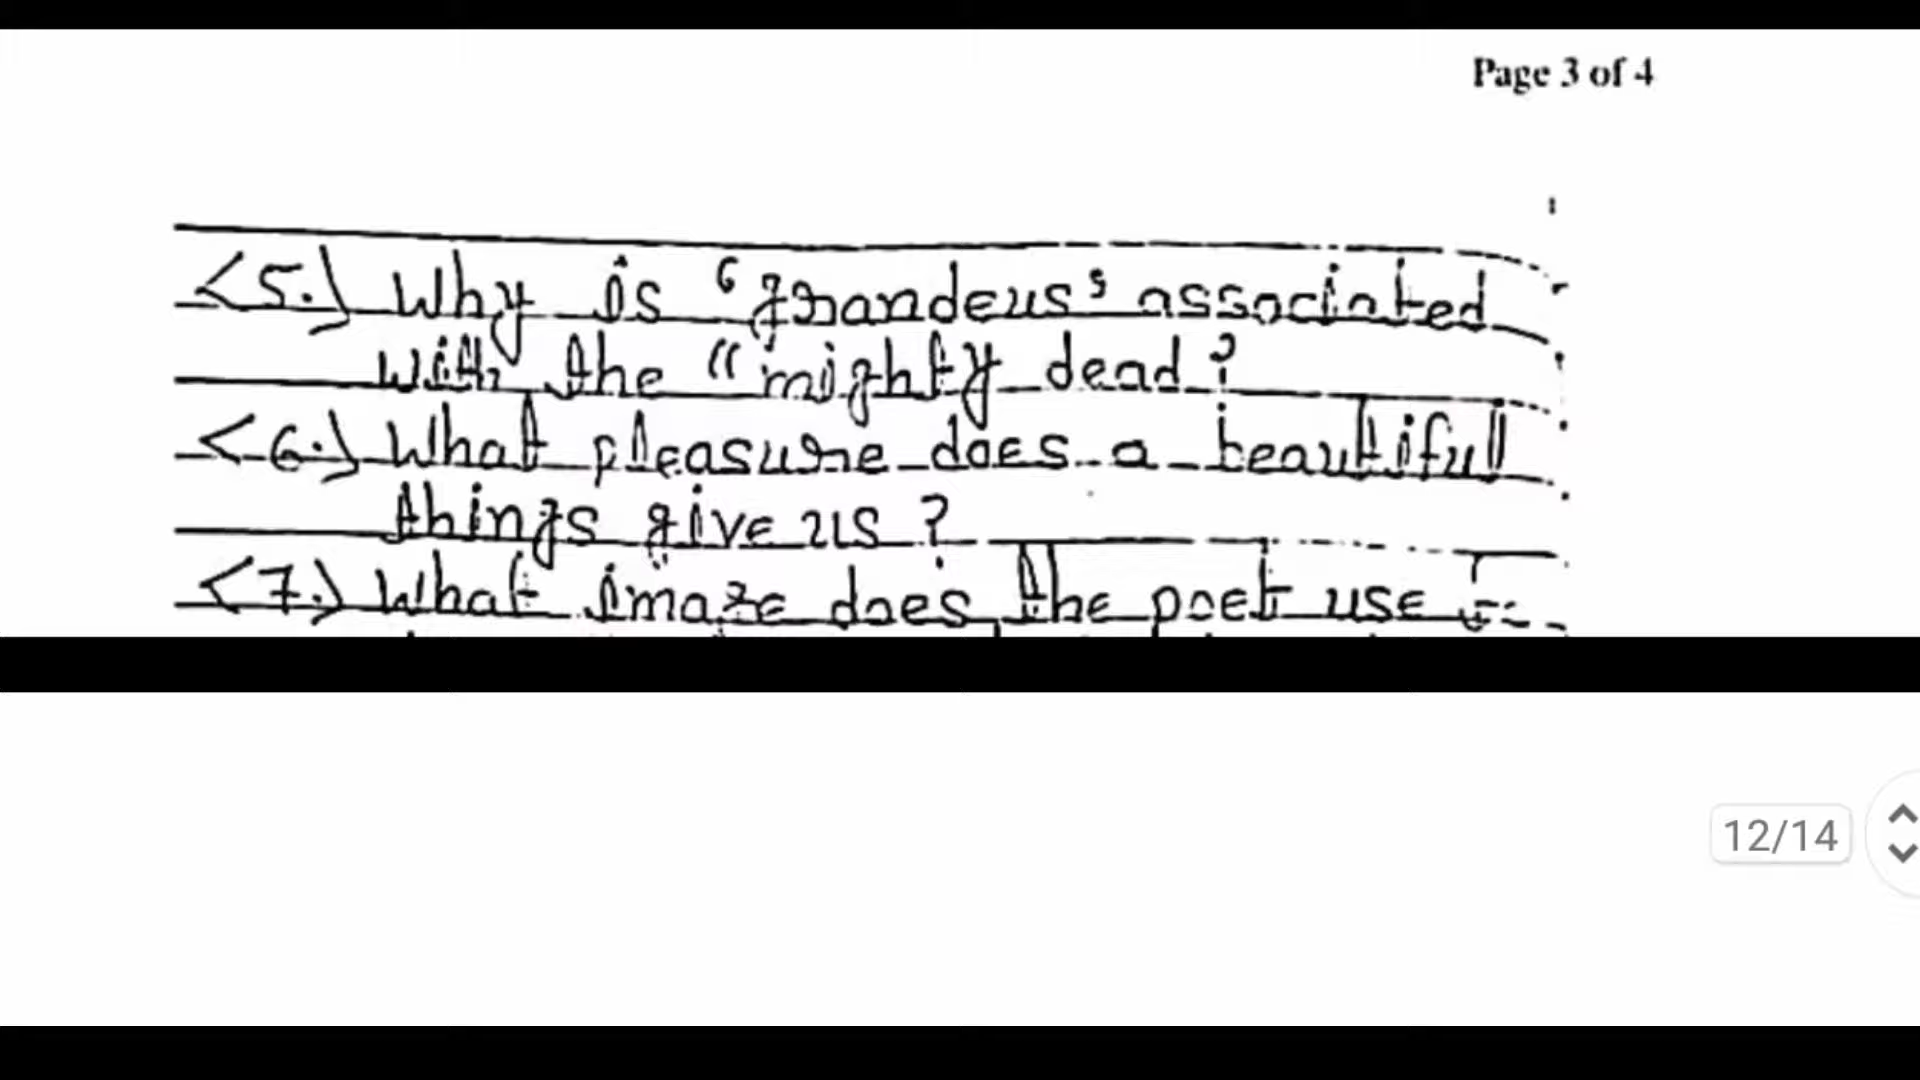 Page 3 of 4
<5.) Why is 'grandeus' associated
with the "mighty dead?
<6.) What pleasure does a beautiful
things give us ?
<7.) What image does the poet use
12/14